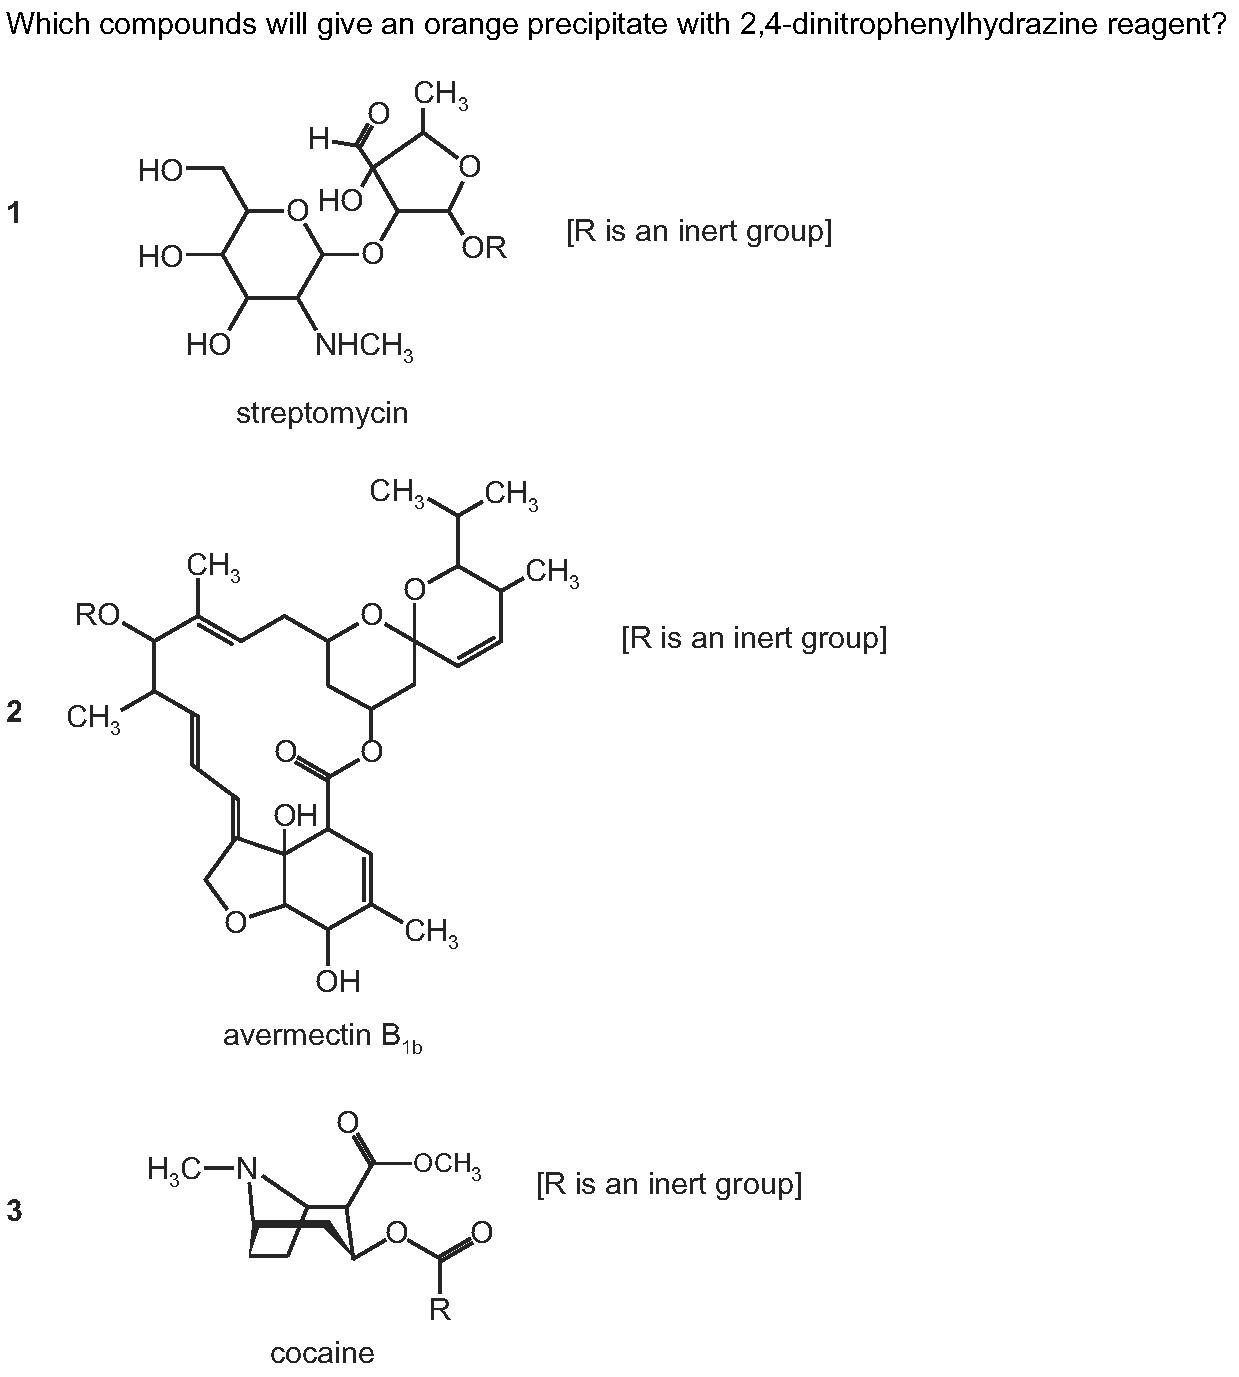 Which compounds will give an orange precipitate with 2,4-dinitrophenylhydrazine reagent?
CH₃
O
H
HO
O
HO
O
1
[R is an inert group]
HO
O
OR
HO
NHCH₃
streptomycin
CH₃
CH₃
CH₃
O
CH₃
RO
O
[R is an inert group]
2
CH₃
O
O
OH
O
CH₃
OH
avermectin B₁b
O
H₃C
N
OCH₃
[R is an inert group]
3
O
O
R
cocaine